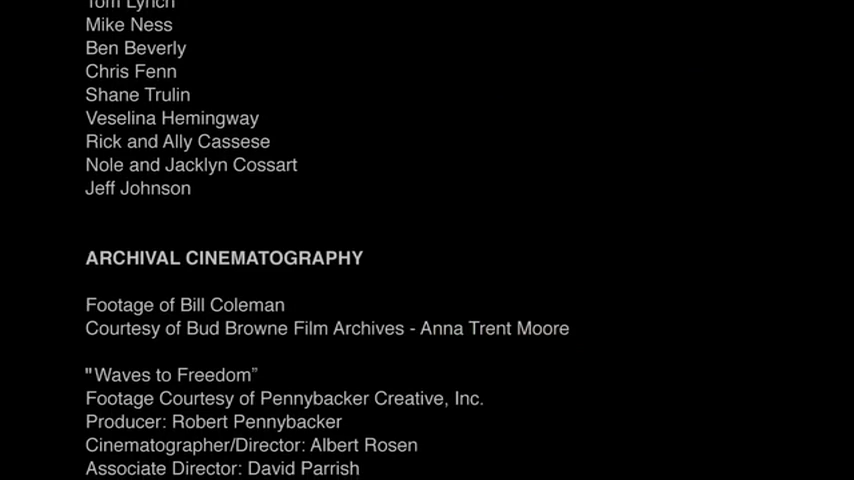 Tom Lynch
Mike Ness
Ben Beverly
Chris Fenn
Shane Trulin
Veselina Hemingway
Rick and Ally Cassese
Nole and Jacklyn Cossart
Jeff Johnson
ARCHIVAL CINEMATOGRAPHY
Footage of Bill Coleman
Courtesy of Bud Browne Film Archives - Anna Trent Moore
"Waves to Freedom”
Footage Courtesy of Pennybacker Creative, Inc.
Producer: Robert Pennybacker
Cinematographer/Director: Albert Rosen
Associate Director: David Parrish